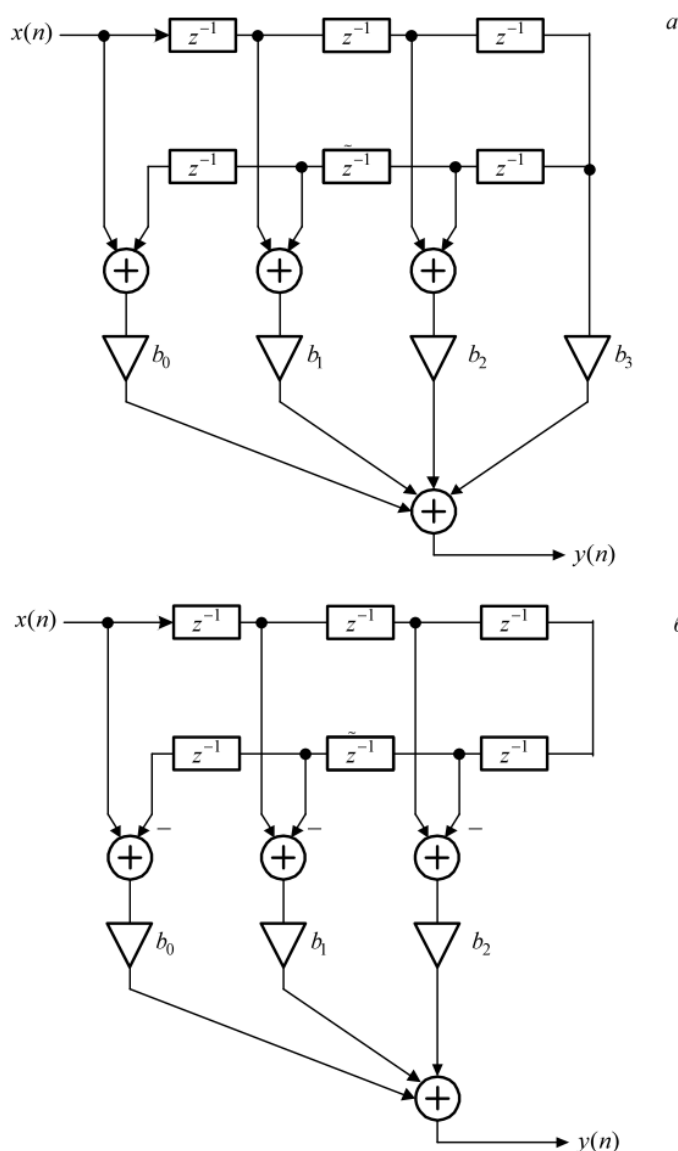 x(n) z⁻¹ z⁻¹ z⁻¹ a
z⁻¹ z̃⁻¹ z⁻¹
+ + +
b₀ b₁ b₂ b₃
+
y(n)
x(n) z⁻¹ z⁻¹ z⁻¹
z⁻¹ z̃⁻¹ z⁻¹
− − −
+ + +
b₀ b₁ b₂
+
y(n)